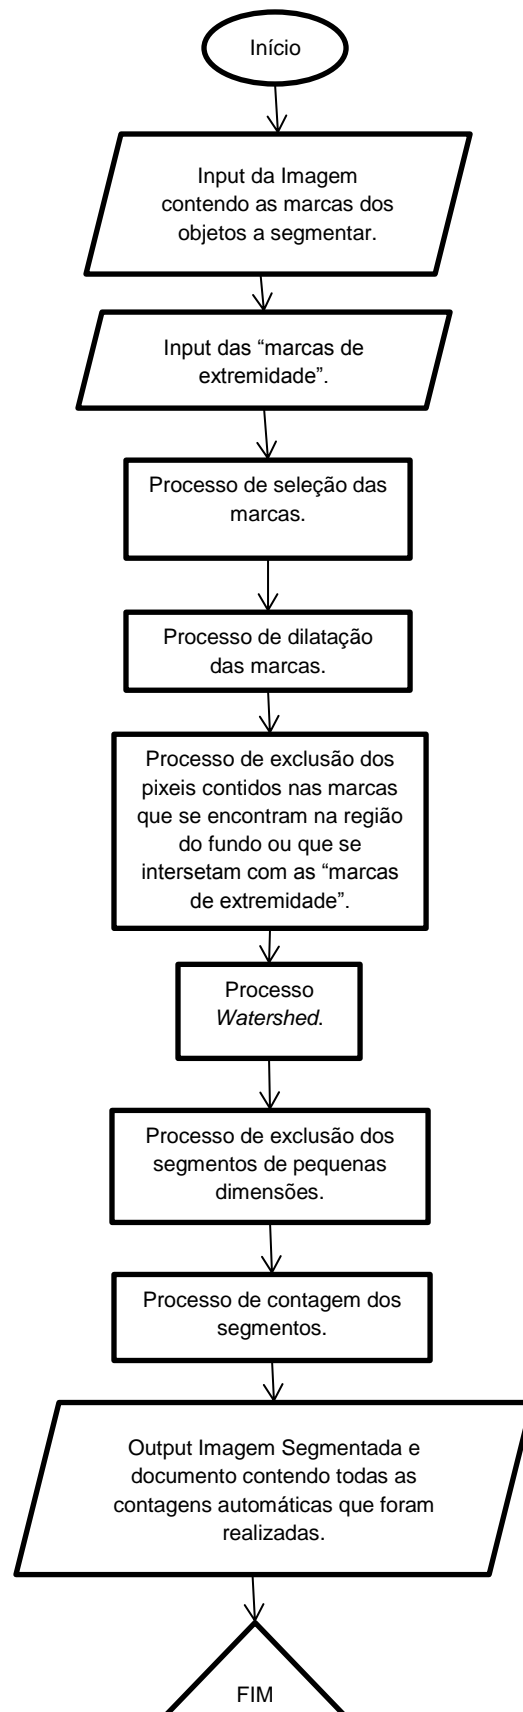 Início
Input da Imagem
contendo as marcas dos
objetos a segmentar.
Input das “marcas de
extremidade”.
Processo de seleção das
marcas.
Processo de dilatação
das marcas.
Processo de exclusão dos
pixeis contidos nas marcas
que se encontram na região
do fundo ou que se
intersetam com as “marcas
de extremidade”.
Processo
Watershed.
Processo de exclusão dos
segmentos de pequenas
dimensões.
Processo de contagem dos
segmentos.
Output Imagem Segmentada e
documento contendo todas as
contagens automáticas que foram
realizadas.
FIM